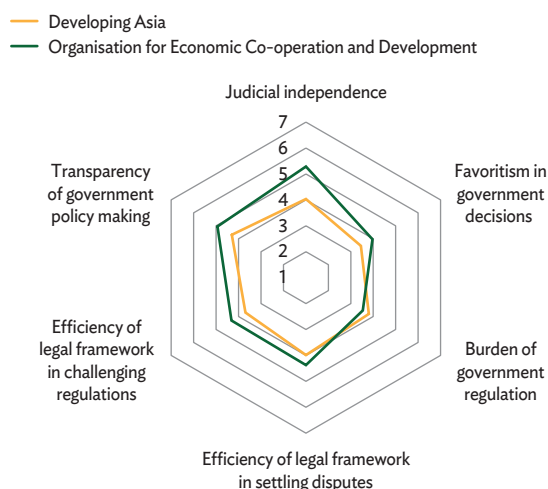 Developing Asia
Organisation for Economic Co-operation and Development
Judicial independence
7
6
5
4
3
2
1
Transparency
of government
policy making
Favoritism in
government
decisions
Efficiency of
legal framework
in challenging
regulations
Burden of
government
regulation
Efficiency of legal framework
in settling disputes